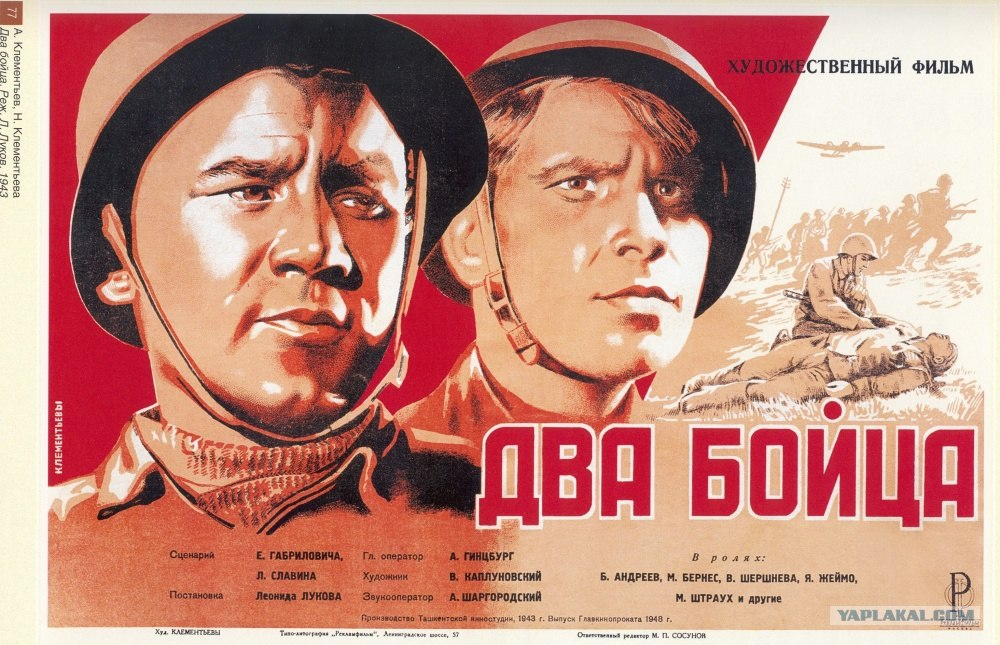 77
А. Клементьев, Н. Клементьева
Два бойца. Реж. Л. Луков. 1943
ХУДОЖЕСТВЕННЫЙ ФИЛЬМ
КЛЕМЕНТЬЕВЫ
ДВА БОЙЦА
Сценарий Е. ГАБРИЛОВИЧА,
Л. СЛАВИНА
Постановка Леонида ЛУКОВА
Гл. оператор А. ГИНЦБУРГ
Художник В. КАПЛУНОВСКИЙ
Звукооператор А. ШАРГОРОДСКИЙ
В ролях:
Б. АНДРЕЕВ, М. БЕРНЕС, В. ШЕРШНЕВА, Я. ЖЕЙМО,
М. ШТРАУХ и другие
Производство Ташкентской киностудии, 1943 г. Выпуск Главкинопроката 1948 г.
Худ. КЛЕМЕНТЬЕВЫ Типо-литография „Рекламфильм", Ленинградское шоссе, 57 Ответственный редактор М. П. СОСУНОВ
Р
YAPLAKAL.COM